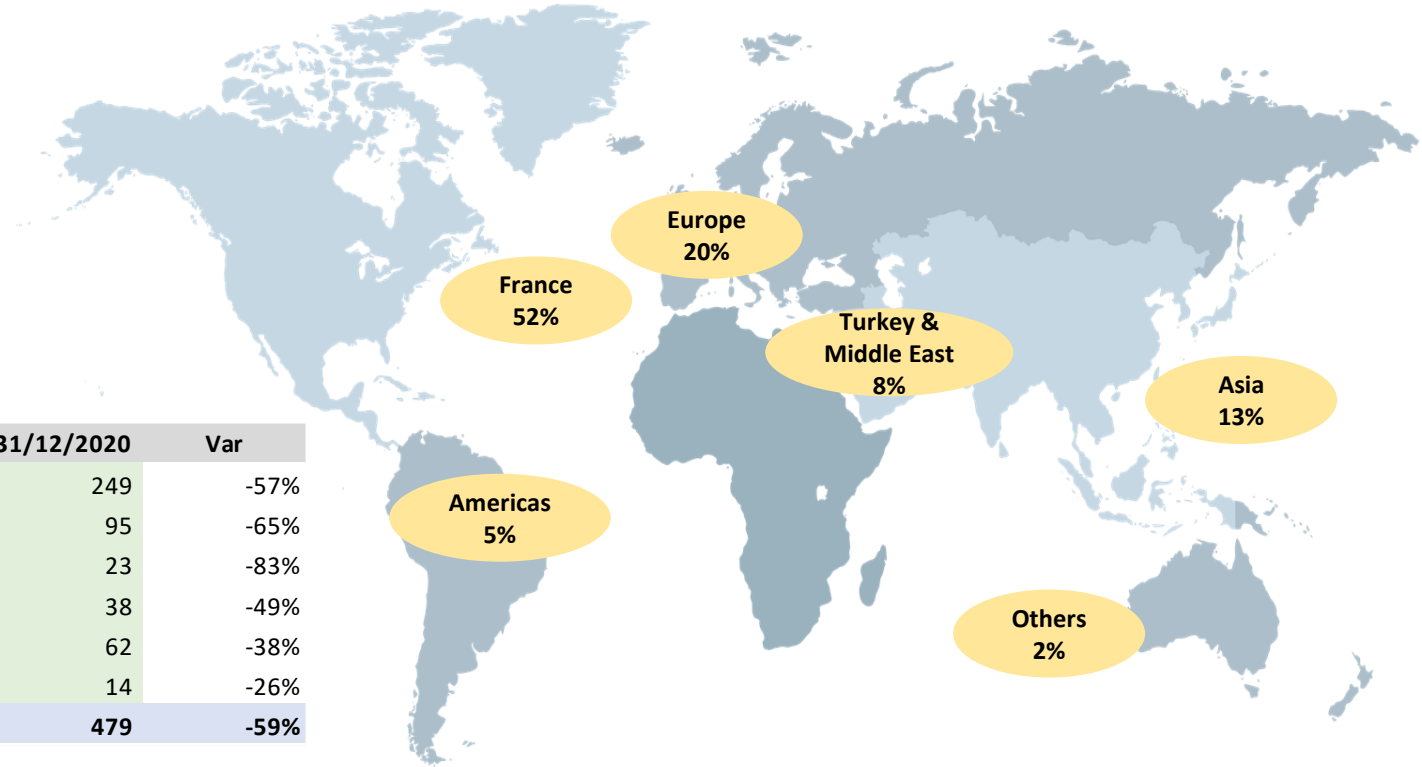 Europe
20%
France
52%
Turkey &
Middle East
8%
Asia
13%
31/12/2020 Var
249 -57%
95 -65%
23 -83%
38 -49%
62 -38%
14 -26%
479 -59%
Americas
5%
Others
2%